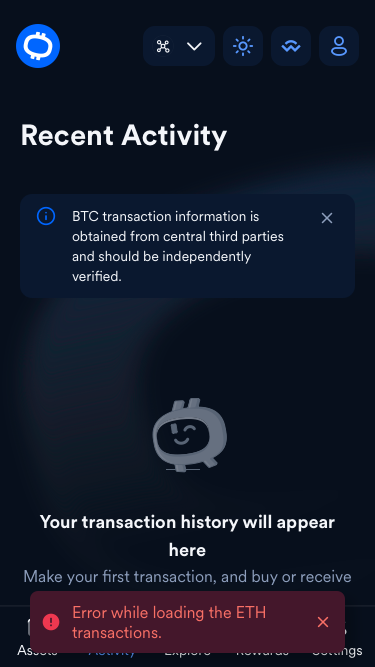 Recent Activity
BTC transaction information is
obtained from central third parties
and should be independently
verified.
Your transaction history will appear
here
Make your first transaction, and buy or receive
Error while loading the ETH
transactions.
Assets Activity Explore Rewards Settings